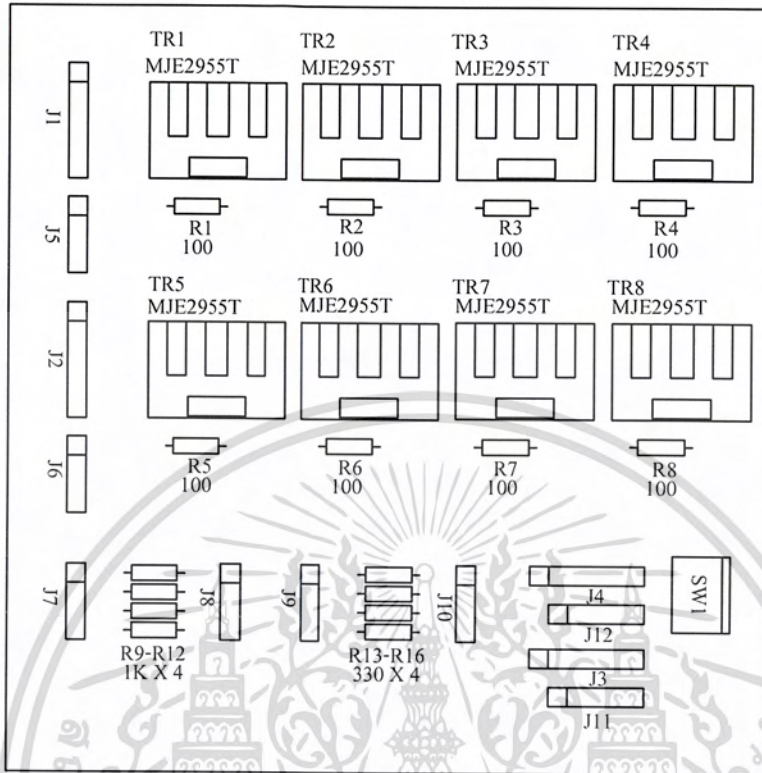 TR1 TR2 TR3 TR4
MJE2955T MJE2955T MJE2955T MJE2955T
J1
R1 R2 R3 R4
100 100 100 100
J5
TR5 TR6 TR7 TR8
MJE2955T MJE2955T MJE2955T MJE2955T
J2
R5 R6 R7 R8
100 100 100 100
J6
J7 J8 J9 J10 J4 SW1
J12
R9-R12 R13-R16
1K X 4 330 X 4
J3
J11